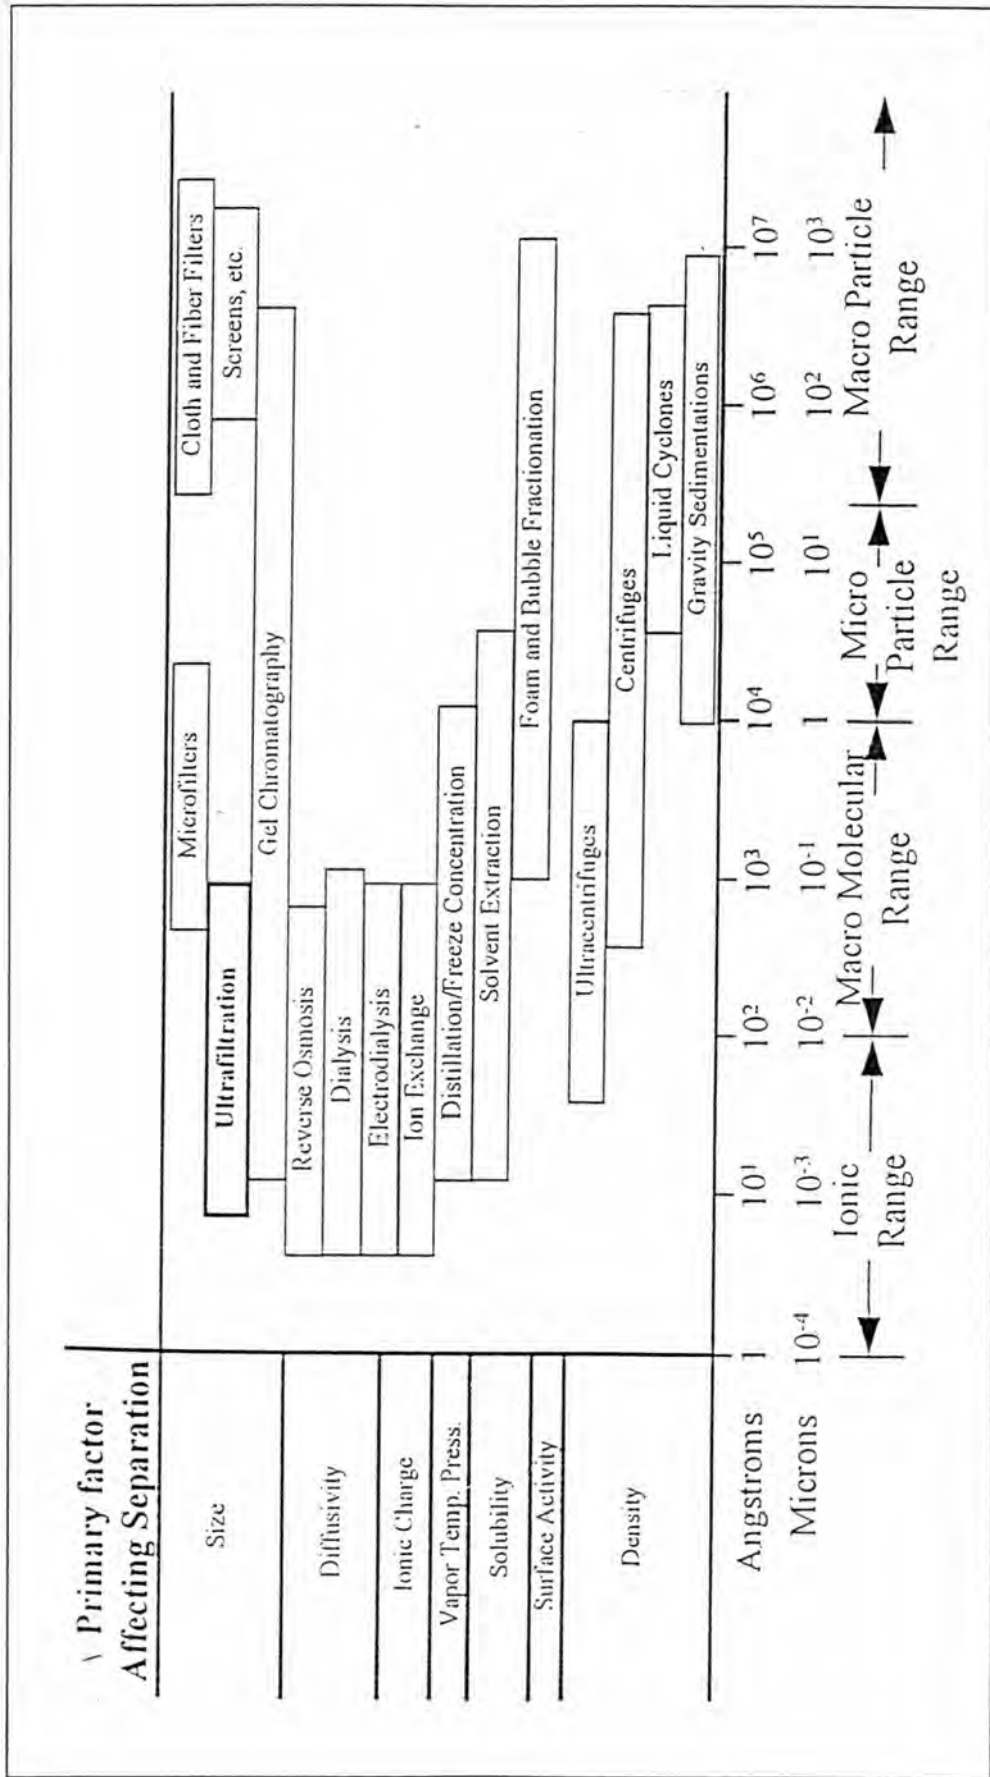 \ Primary factor
Affecting Separation
Size
Cloth and Fiber Filters
Microfilters
Screens, etc.
Ultrafiltration
Gel Chromatography
Diffusivity
Reverse Osmosis
Dialysis
Ionic Charge
Electrodialysis
Ion Exchange
Vapor Temp. Press.
Distillation/Freeze Concentration
Solubility
Solvent Extraction
Surface Activity
Foam and Bubble Fractionation
Density
Ultracentrifuges
Centrifuges
Liquid Cyclones
Gravity Sedimentations
Angstroms 1 10¹ 10² 10³ 10⁴ 10⁵ 10⁶ 10⁷
Microns 10⁻⁴ 10⁻³ 10⁻² 10⁻¹ 1 10¹ 10² 10³
Ionic
Range
Macro Molecular
Range
Micro
Particle
Range
Macro Particle
Range